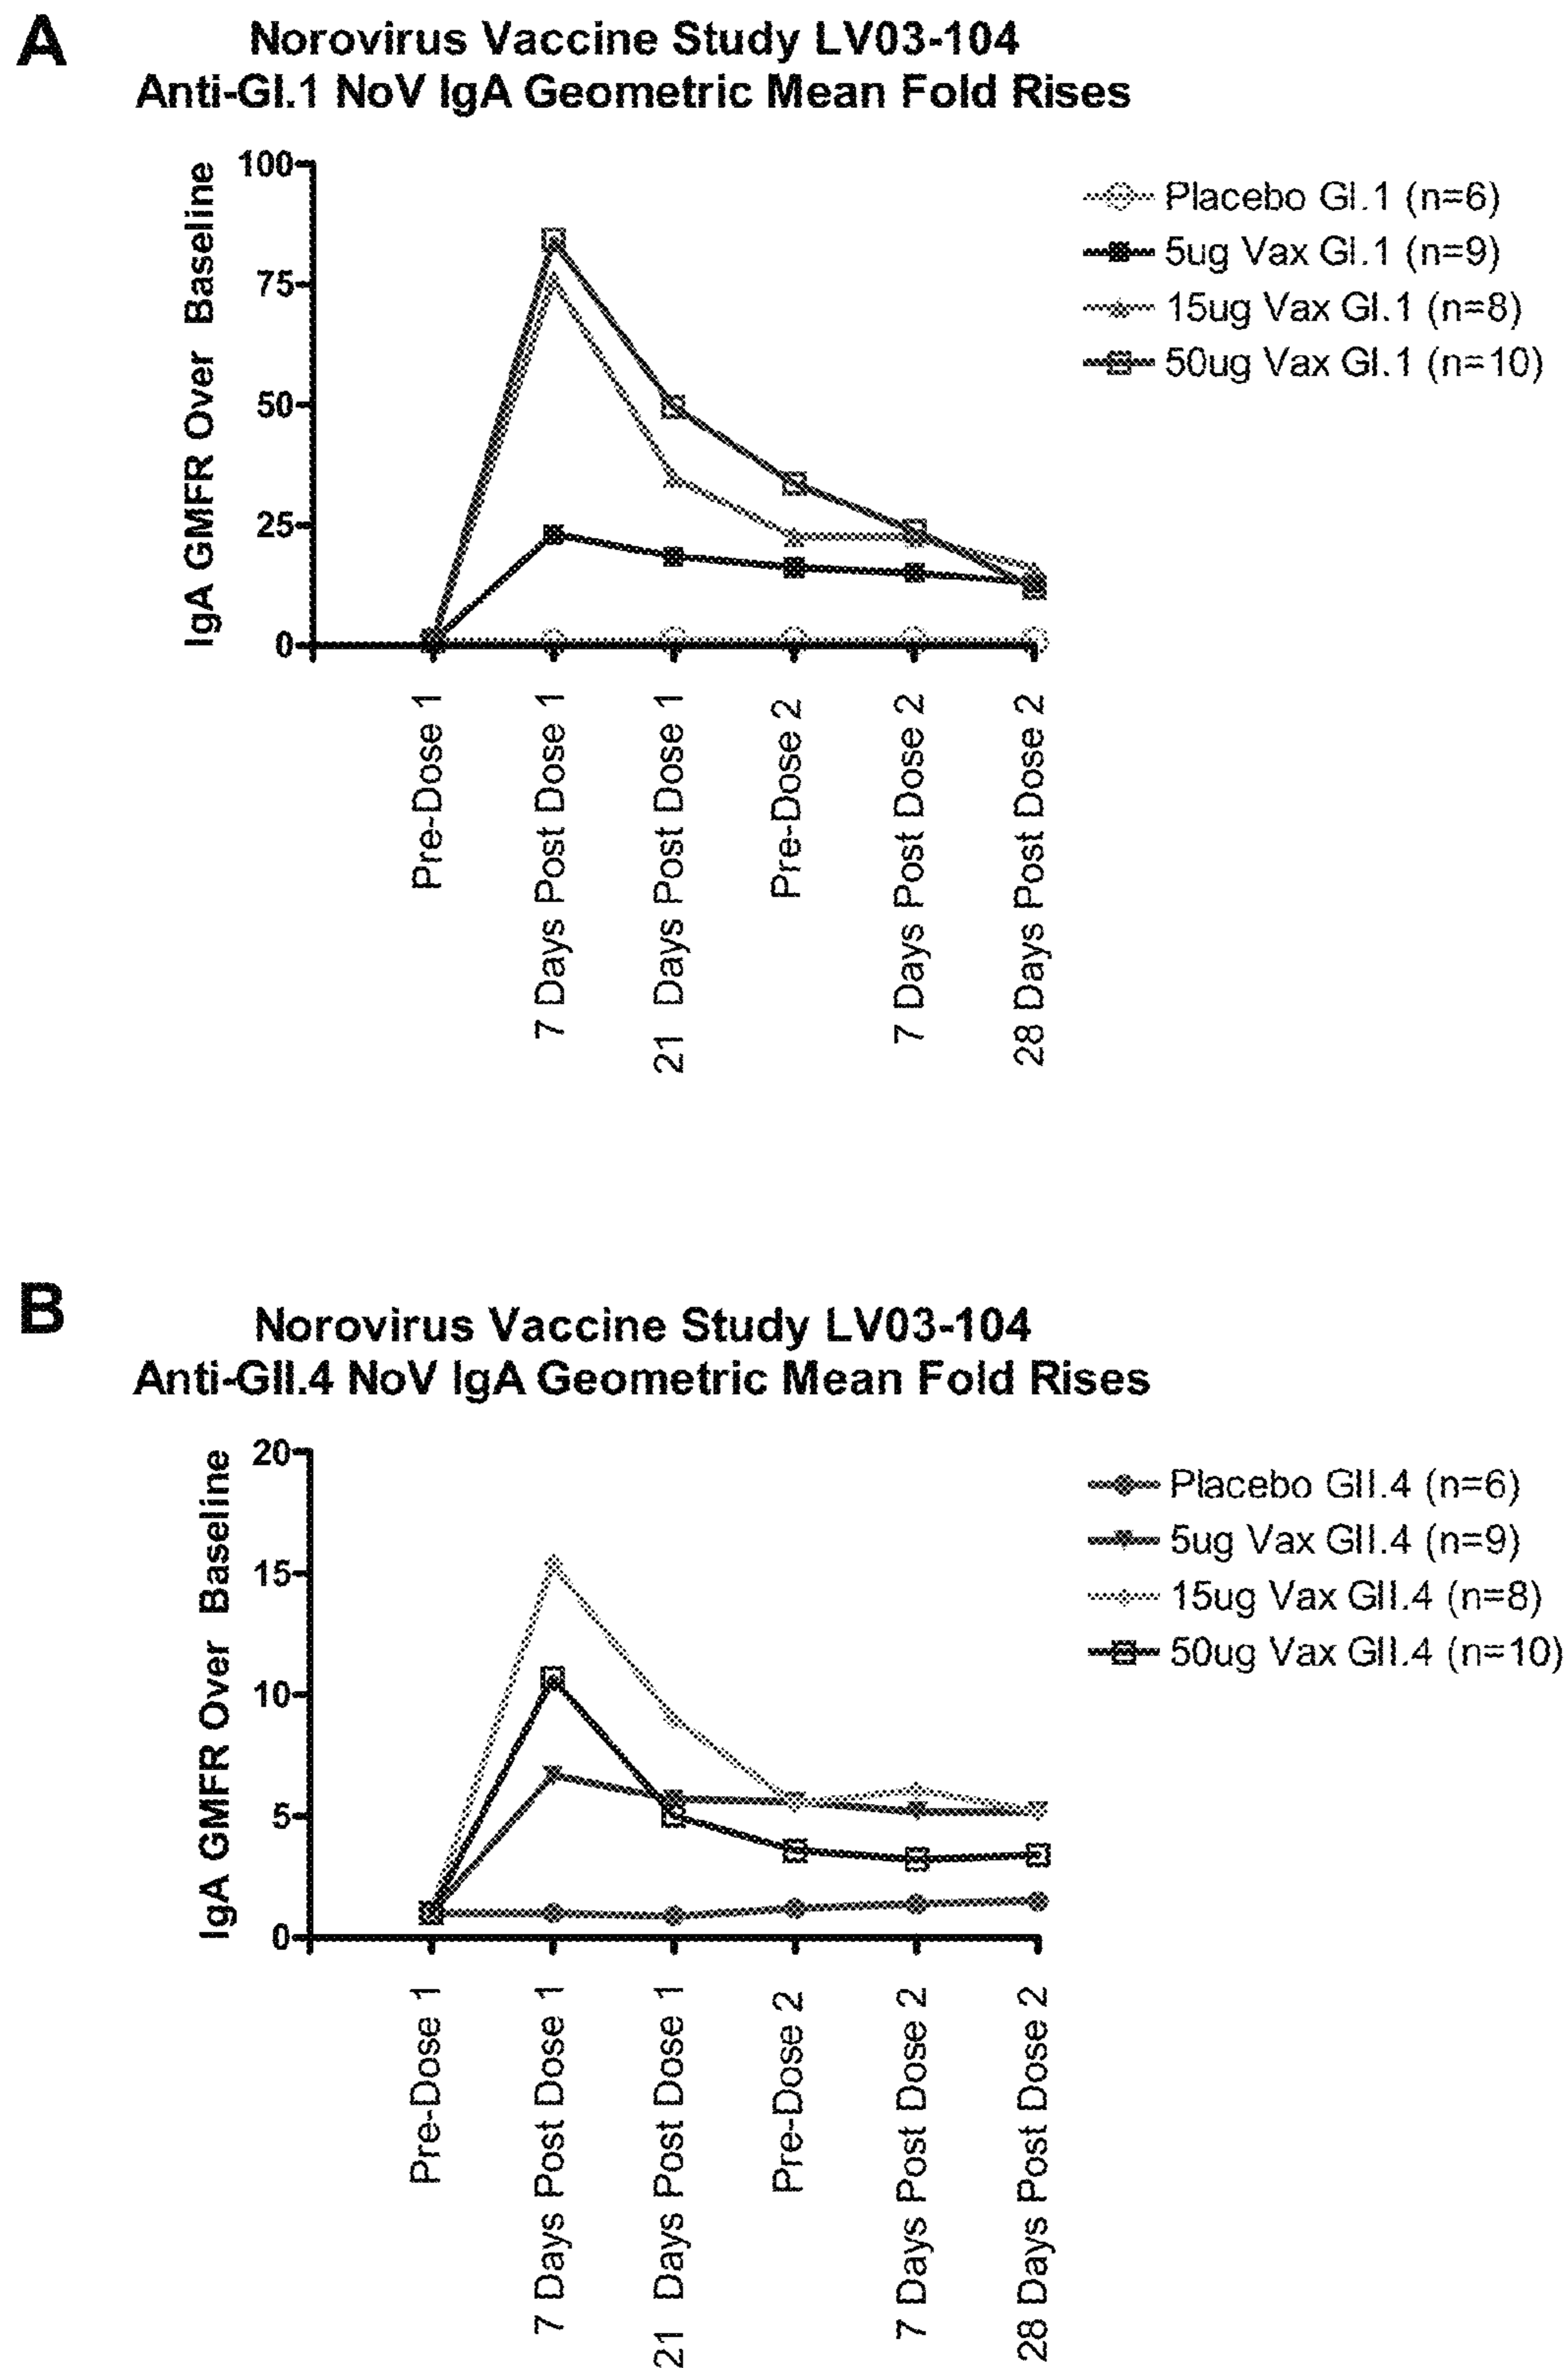 A
Norovirus Vaccine Study LV03-104
Anti-GI.1 NoV IgA Geometric Mean Fold Rises
IgA GMFR Over Baseline
100
75
50
25
0
Placebo GI.1 (n=6)
5ug Vax GI.1 (n=9)
15ug Vax GI.1 (n=8)
50ug Vax GI.1 (n=10)
Pre-Dose 1
7 Days Post Dose 1
21 Days Post Dose 1
Pre-Dose 2
7 Days Post Dose 2
28 Days Post Dose 2
B
Norovirus Vaccine Study LV03-104
Anti-GII.4 NoV IgA Geometric Mean Fold Rises
IgA GMFR Over Baseline
20
15
10
5
0
Placebo GII.4 (n=6)
5ug Vax GII.4 (n=9)
15ug Vax GII.4 (n=8)
50ug Vax GII.4 (n=10)
Pre-Dose 1
7 Days Post Dose 1
21 Days Post Dose 1
Pre-Dose 2
7 Days Post Dose 2
28 Days Post Dose 2